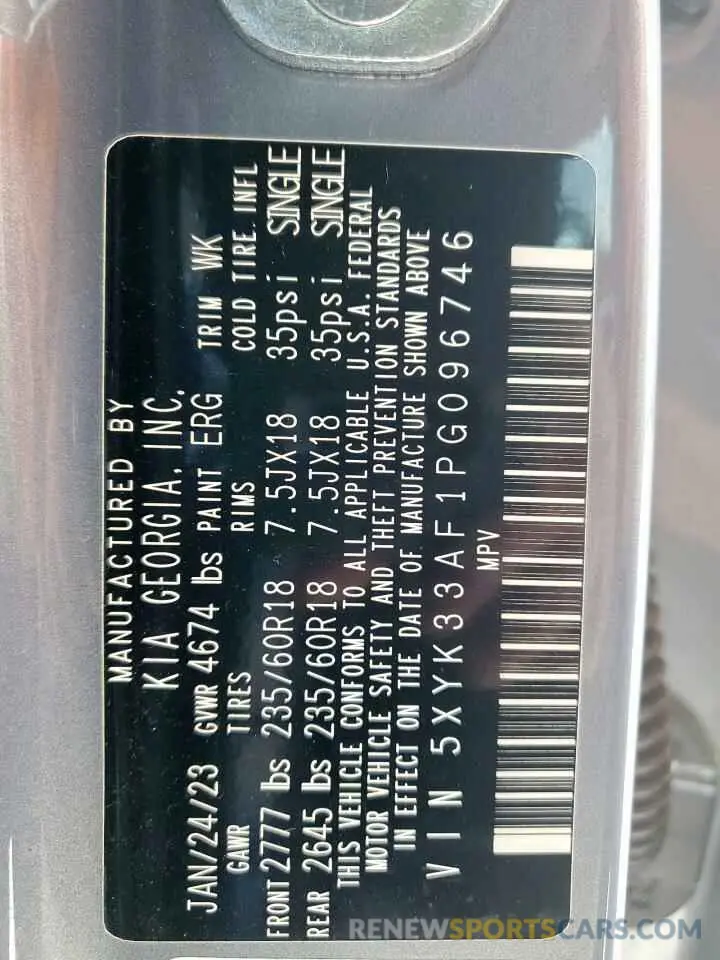 MANUFACTURED BY
KIA GEORGIA, INC.
JAN/24/23 GVWR 4674 lbs PAINT ERG TRIM WK
GAWR TIRES RIMS COLD TIRE INFL
FRONT 2777 lbs 235/60R18 7.5JX18 35psi SINGLE
REAR 2645 lbs 235/60R18 7.5JX18 35psi SINGLE
THIS VEHICLE CONFORMS TO ALL APPLICABLE U.S.A. FEDERAL
MOTOR VEHICLE SAFETY AND THEFT PREVENTION STANDARDS
IN EFFECT ON THE DATE OF MANUFACTURE SHOWN ABOVE
VIN 5XYK33AF1PG096746
MPV
RENEWSPORTSCARS.COM